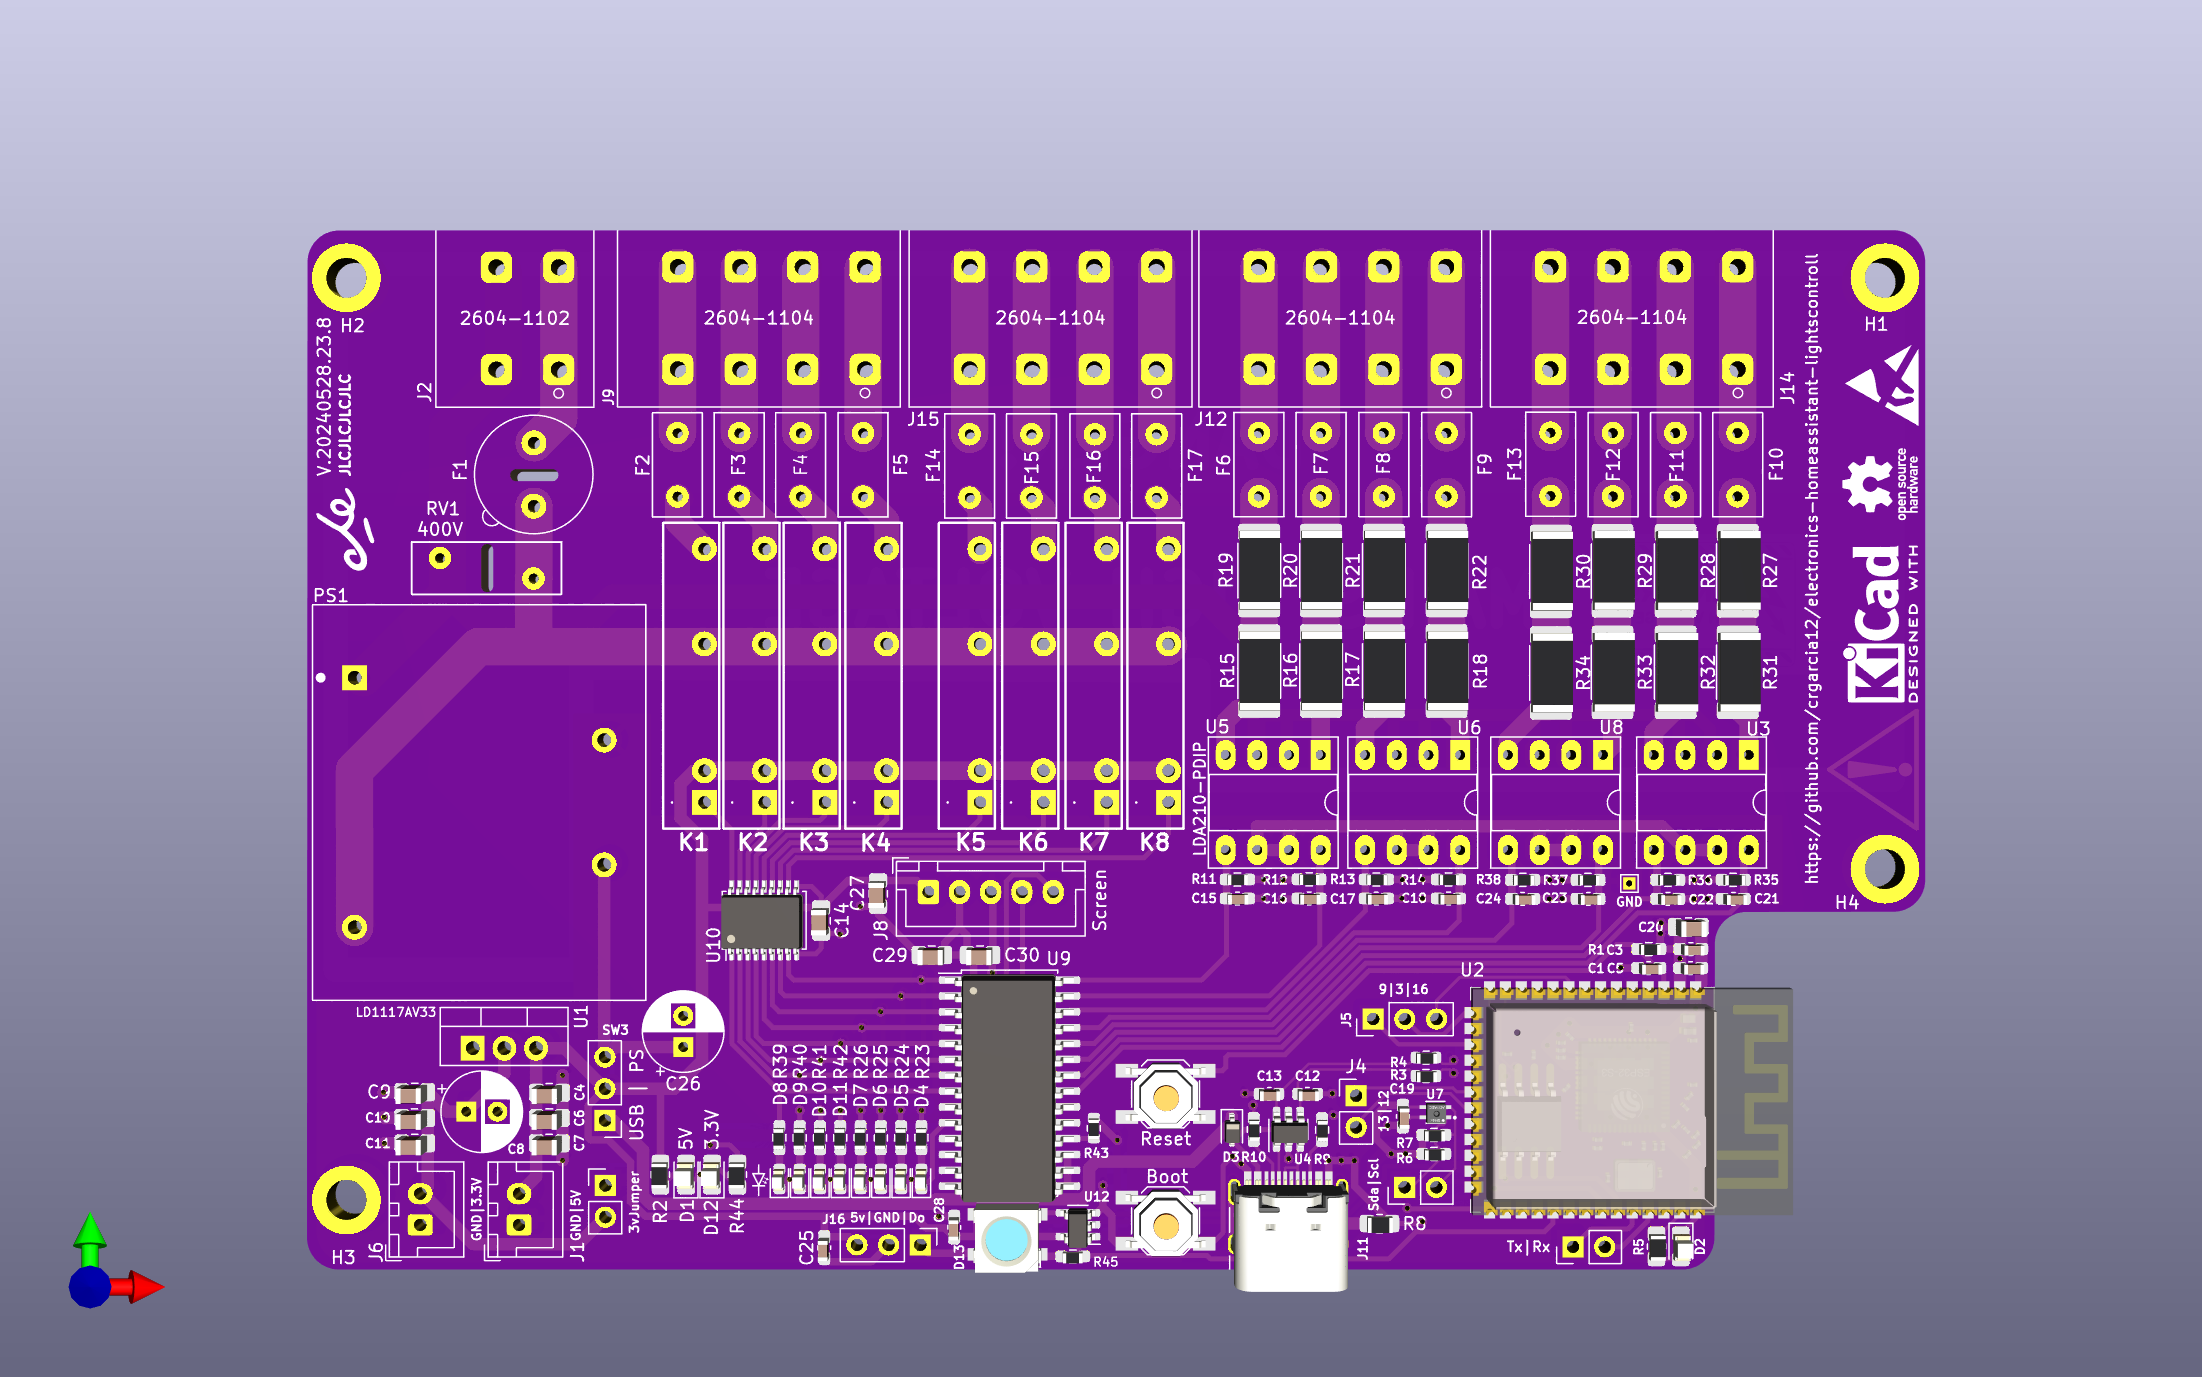 H2
H1
H3
H4
V.20240528.23.8
JLCJLCJLCJLC
https://github.com/crgarcia12/electronics-homeassistant-lightscontroll
open source
hardware
KiCad
DESIGNED WITH
2604-1102
2604-1104
2604-1104
2604-1104
2604-1104
J2
J9
J15
J12
J14
F1
F2
F3
F4
F5
F14
F15
F16
F17
F6
F7
F8
F9
F13
F12
F11
F10
RV1
400V
PS1
R19
R20
R21
R22
R30
R29
R28
R27
R15
R16
R17
R18
R34
R33
R32
R31
U5
U6
U8
U3
LDA210-PDIP
K1
K2
K3
K4
K5
K6
K7
K8
R11
R12
R13
R14
R38
R37
R36
R35
C15
C16
C17
C18
C24
C23
GND
C22
C21
U10
C14
C27
J8
Screen
C29
C30
U9
C20
R1
C3
C1
U2
LD1117AV33
U1
SW3
USB | PS
C26
C9
C10
C11
C4
C6
C7
C8
J6
GND|3.3V
J1
GND|5V
3vJumper
R2
D1
5V
D12
3.3V
R44
D8 R39
D9 R40
D10 R41
D11 R42
D7 R26
D6 R25
D5 R24
D4 R23
J16
5v|GND|Do
C25
C28
D13
R43
U12
R45
Reset
Boot
9|3|16
J5
J4
13|12
C13
C12
D3
R10
U4
R9
R4
R3
C19
U7
R7
R6
Sda|Scl
R8
J11
Tx|Rx
R5
D2